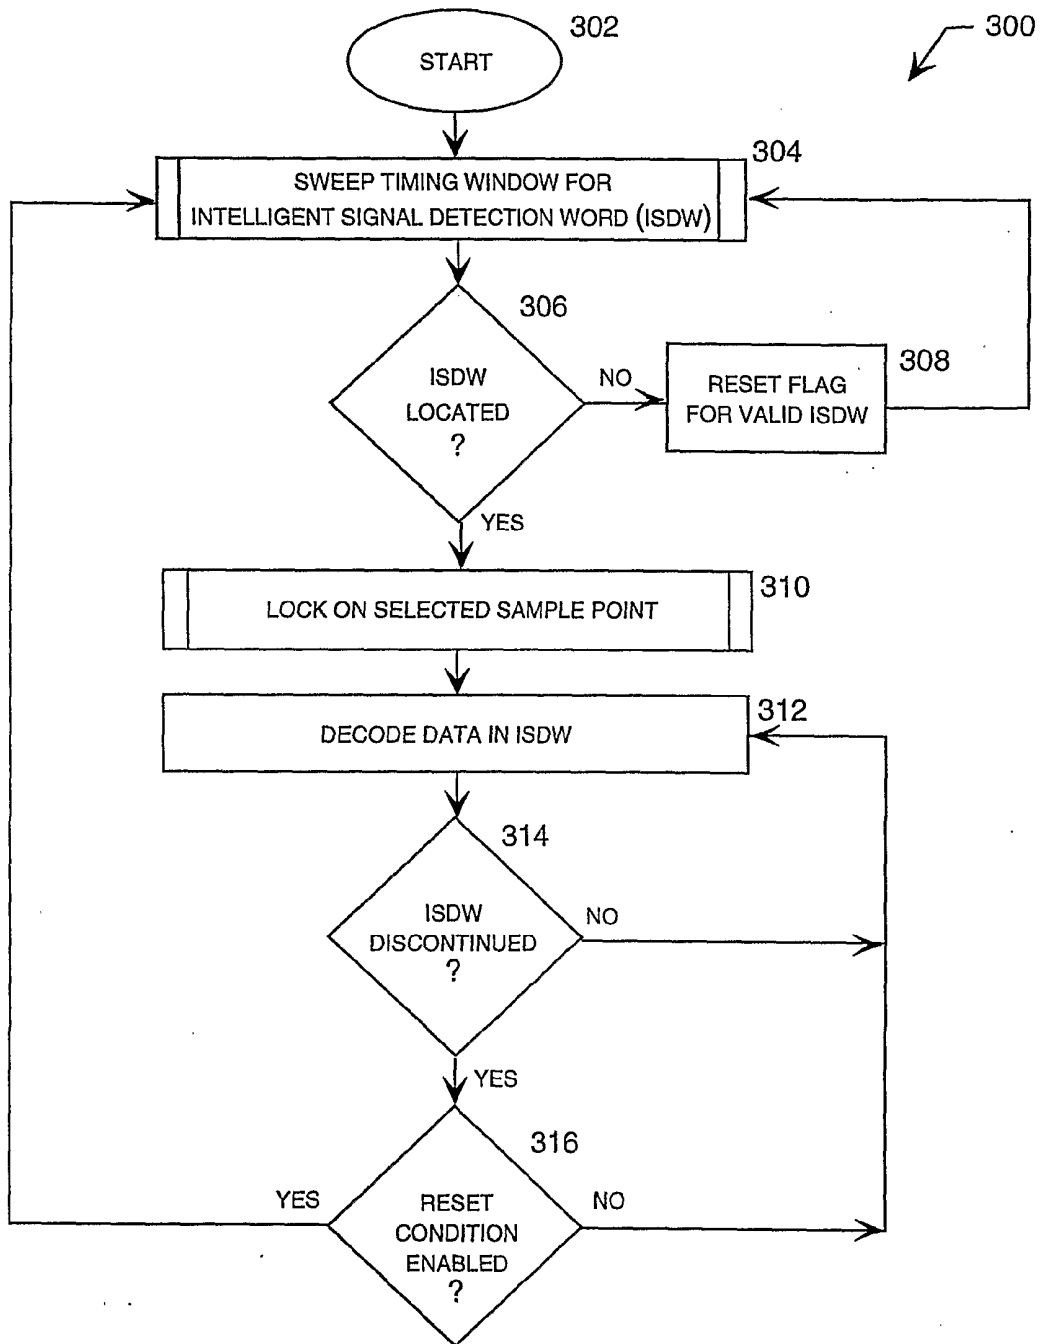 302
300
START
304
SWEEP TIMING WINDOW FOR
INTELLIGENT SIGNAL DETECTION WORD (ISDW)
306
ISDW
LOCATED
?
NO
308
RESET FLAG
FOR VALID ISDW
YES
310
LOCK ON SELECTED SAMPLE POINT
312
DECODE DATA IN ISDW
314
ISDW
DISCONTINUED
?
NO
YES
316
YES
RESET
CONDITION
ENABLED
?
NO